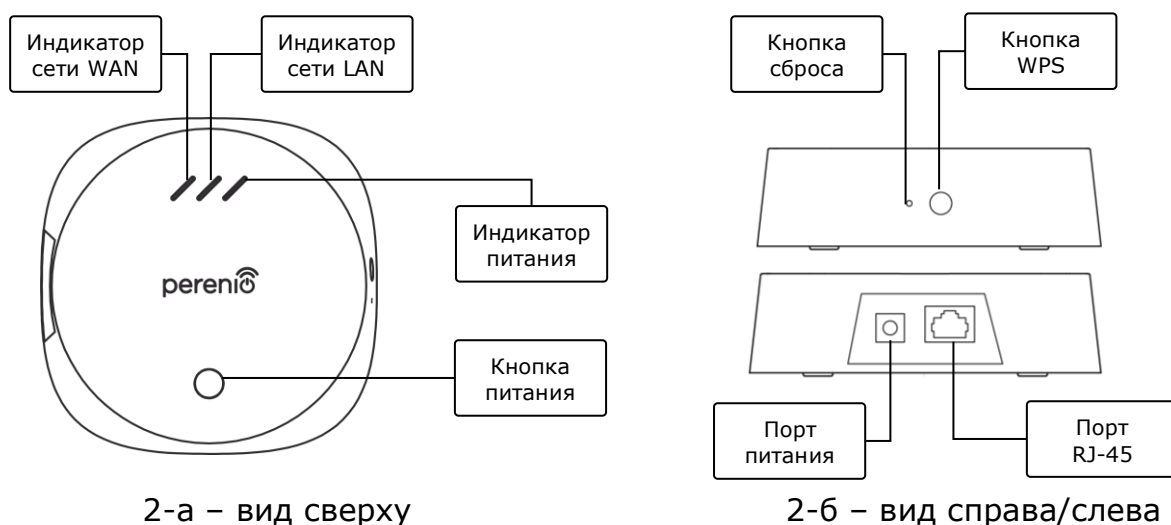 Индикатор
сети WAN
Индикатор
сети LAN
Индикатор
питания
perenio
Кнопка
питания
2-а – вид сверху
Кнопка
сброса
Кнопка
WPS
Порт
питания
Порт
RJ-45
2-б – вид справа/слева